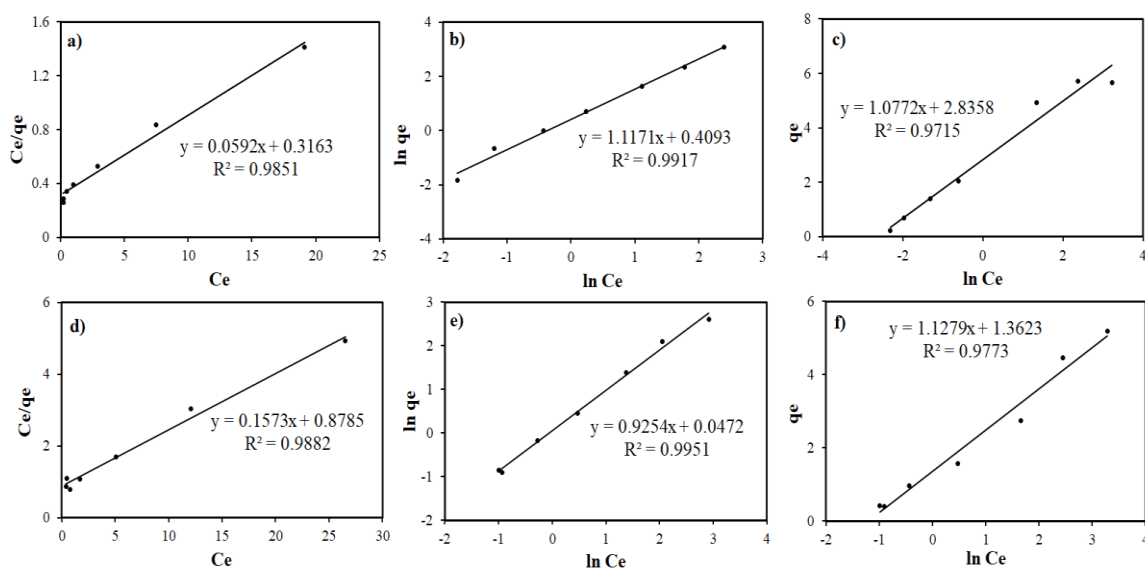 a)
1.6
1.2
0.8
0.4
0
Ce/qe
y = 0.0592x + 0.3163
R² = 0.9851
0 5 10 15 20 25
Ce
b)
4
2
0
-2
-4
ln qe
y = 1.1171x + 0.4093
R² = 0.9917
-2 -1 0 1 2 3
ln Ce
c)
8
6
4
2
0
qe
y = 1.0772x + 2.8358
R² = 0.9715
-4 -2 0 2 4
ln Ce
d)
6
4
2
0
Ce/qe
y = 0.1573x + 0.8785
R² = 0.9882
0 5 10 15 20 25 30
Ce
e)
3
2
1
0
-1
-2
ln qe
y = 0.9254x + 0.0472
R² = 0.9951
-2 -1 0 1 2 3 4
ln Ce
f)
6
4
2
0
qe
y = 1.1279x + 1.3623
R² = 0.9773
-2 -1 0 1 2 3 4
ln Ce